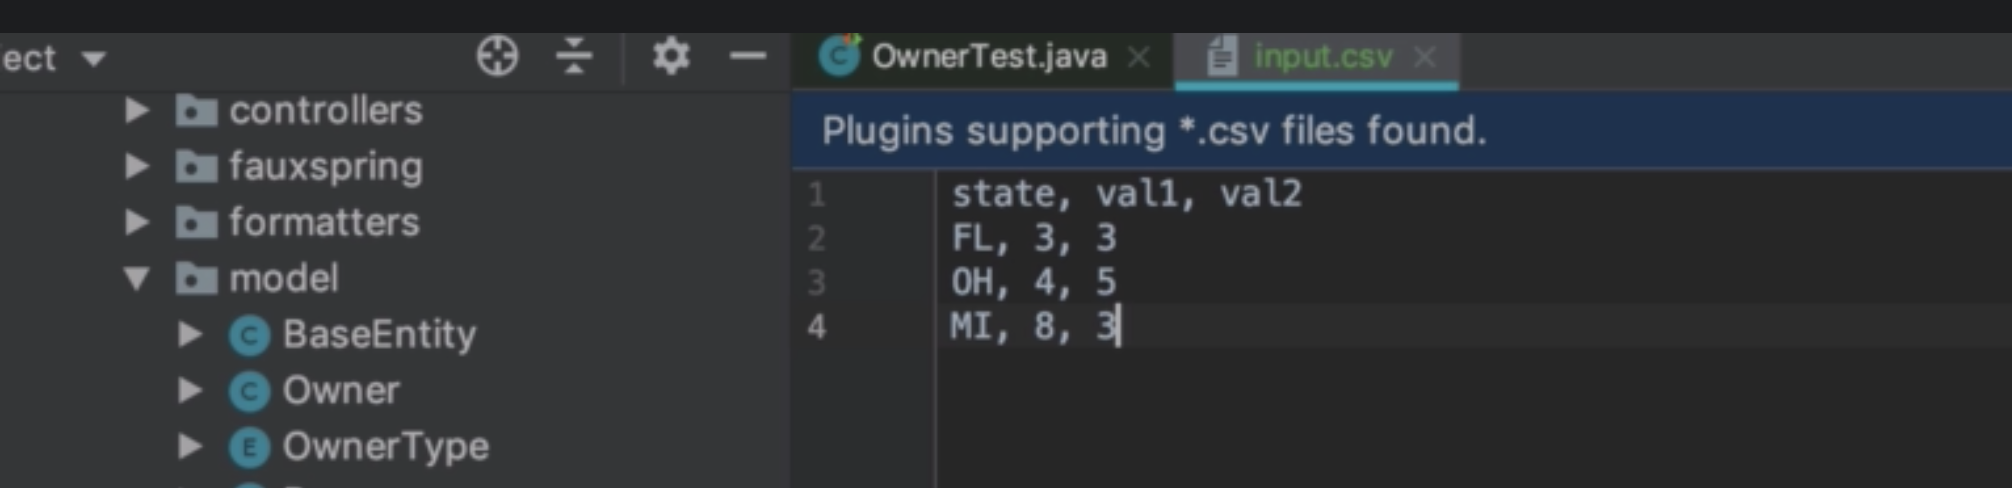 ect
controllers
fauxspring
formatters
model
BaseEntity
Owner
OwnerType
OwnerTest.java
input.csv
Plugins supporting *.csv files found.
1 state, val1, val2
2 FL, 3, 3
3 OH, 4, 5
4 MI, 8, 3